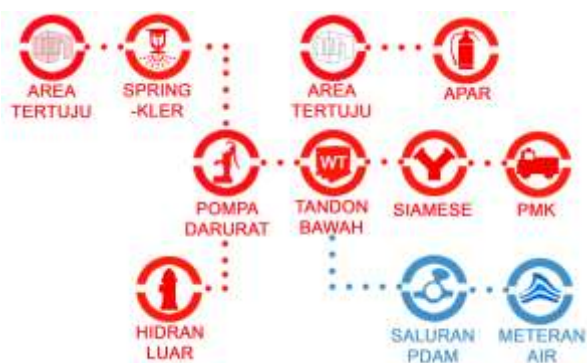 AREA
TERTUJU
SPRING
-KLER
AREA
TERTUJU
APAR
POMPA
DARURAT
WT
TANDON
BAWAH
SIAMESE
PMK
HIDRAN
LUAR
SALURAN
PDAM
METERAN
AIR